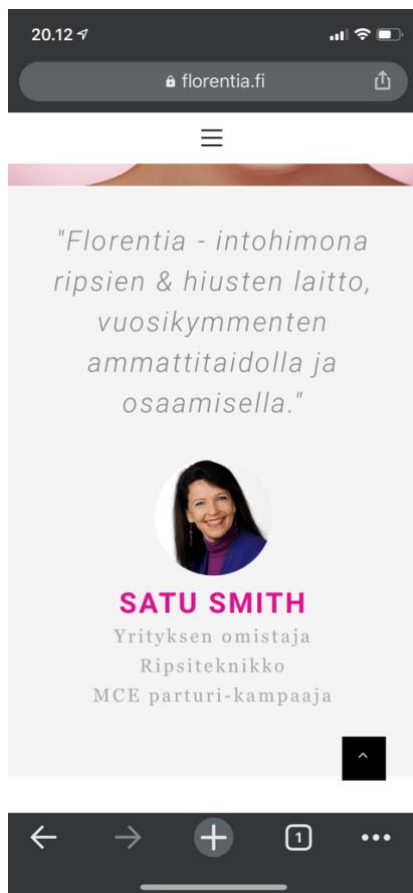 20.12
florentia.fi
"Florentia - intohimona
ripsien & hiusten laitto,
vuosikymmenten
ammattitaidolla ja
osaamisella."
SATU SMITH
Yrityksen omistaja
Ripsiteknikko
MCE parturi-kampaaja
1